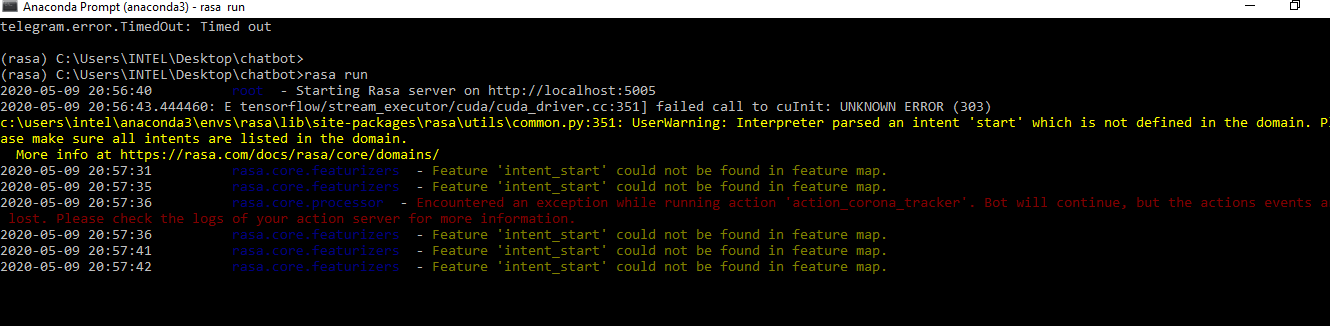 Anaconda Prompt (anaconda3) - rasa run
telegram.error.TimedOut: Timed out
(rasa) C:\Users\INTEL\Desktop\chatbot>
(rasa) C:\Users\INTEL\Desktop\chatbot>rasa run
2020-05-09 20:56:40 root - Starting Rasa server on http://localhost:5005
2020-05-09 20:56:43.444460: E tensorflow/stream_executor/cuda/cuda_driver.cc:351] failed call to cuInit: UNKNOWN ERROR (303)
c:\users\intel\anaconda3\envs\rasa\lib\site-packages\rasa\utils\common.py:351: UserWarning: Interpreter parsed an intent 'start' which is not defined in the domain. Ple
ase make sure all intents are listed in the domain.
More info at https://rasa.com/docs/rasa/core/domains/
2020-05-09 20:57:31 rasa.core.featurizers - Feature 'intent_start' could not be found in feature map.
2020-05-09 20:57:35 rasa.core.featurizers - Feature 'intent_start' could not be found in feature map.
2020-05-09 20:57:36 rasa.core.processor - Encountered an exception while running action 'action_corona_tracker'. Bot will continue, but the actions events a
lost. Please check the logs of your action server for more information.
2020-05-09 20:57:36 rasa.core.featurizers - Feature 'intent_start' could not be found in feature map.
2020-05-09 20:57:41 rasa.core.featurizers - Feature 'intent_start' could not be found in feature map.
2020-05-09 20:57:42 rasa.core.featurizers - Feature 'intent_start' could not be found in feature map.